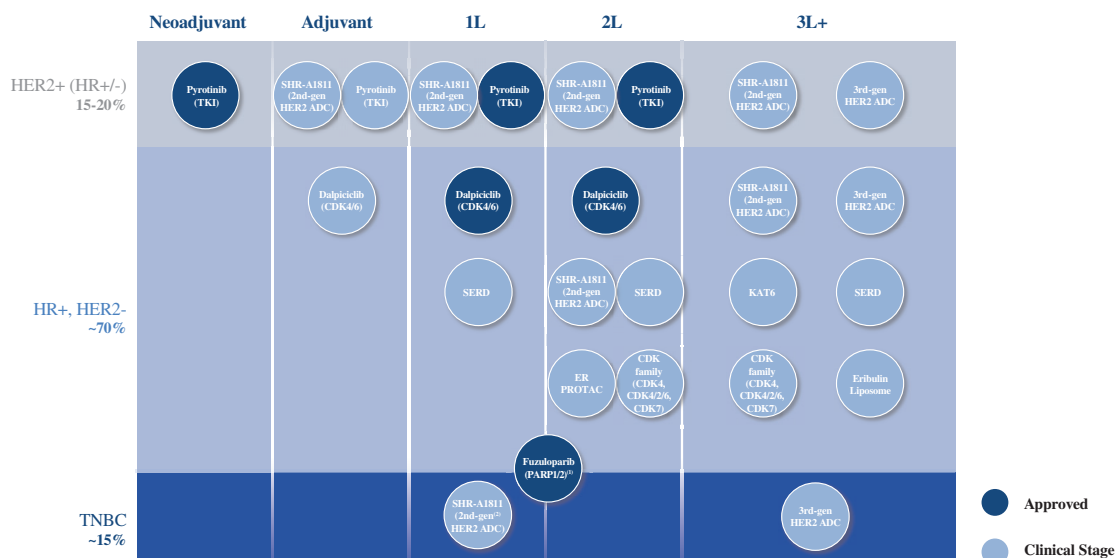 Neoadjuvant
Adjuvant
1L
2L
3L+
HER2+ (HR+/-)
15-20%
Pyrotinib
(TKI)
SHR-A1811
(2nd-gen
HER2 ADC)
Pyrotinib
(TKI)
SHR-A1811
(2nd-gen
HER2 ADC)
Pyrotinib
(TKI)
SHR-A1811
(2nd-gen
HER2 ADC)
Pyrotinib
(TKI)
SHR-A1811
(2nd-gen
HER2 ADC)
3rd-gen
HER2 ADC
HR+, HER2-
~70%
Dalpiciclib
(CDK4/6)
Dalpiciclib
(CDK4/6)
Dalpiciclib
(CDK4/6)
SHR-A1811
(2nd-gen
HER2 ADC)
3rd-gen
HER2 ADC
SERD
SHR-A1811
(2nd-gen
HER2 ADC)
SERD
KAT6
SERD
ER
PROTAC
CDK
family
(CDK4,
CDK4/2/6,
CDK7)
CDK
family
(CDK4,
CDK4/2/6,
CDK7)
Eribulin
Liposome
Fuzuloparib
(PARP1/2)⁽¹⁾
TNBC
~15%
SHR-A1811
(2nd-gen⁽²⁾
HER2 ADC)
3rd-gen
HER2 ADC
Approved
Clinical Stage